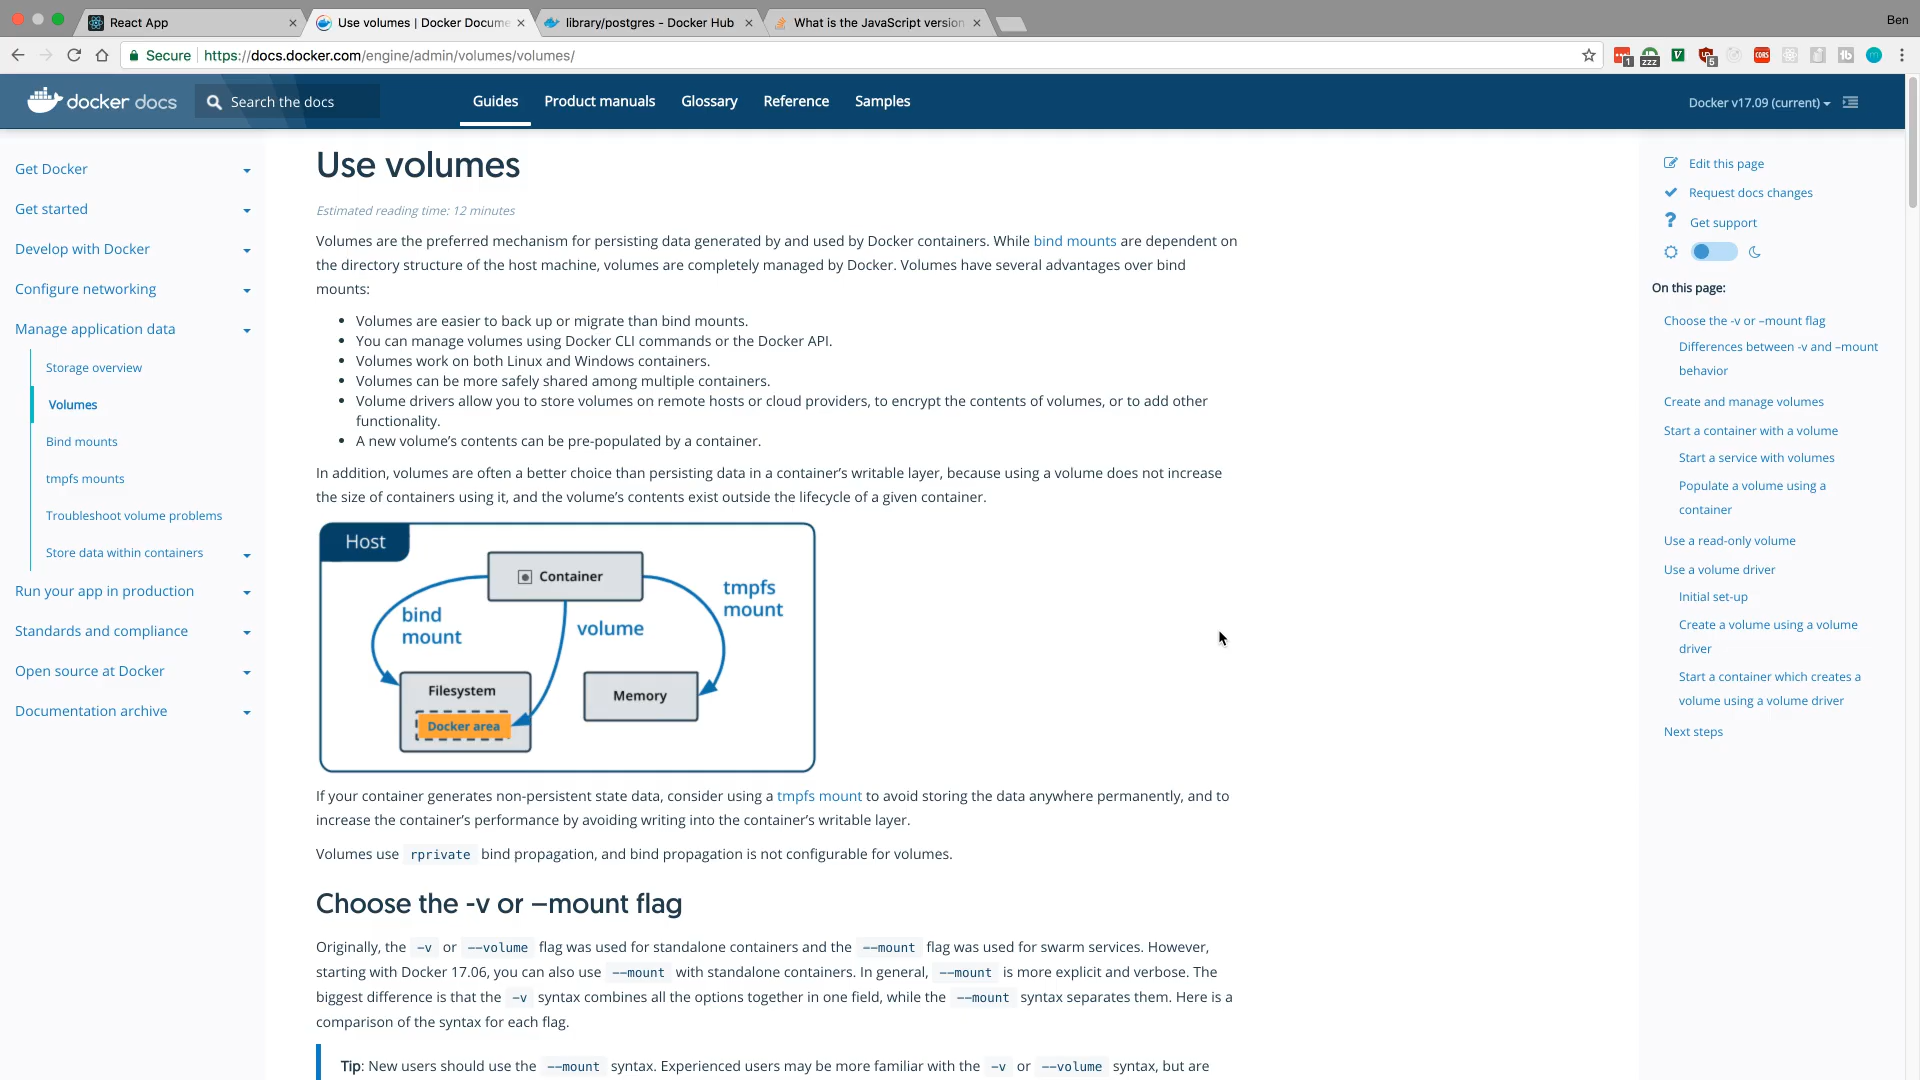 React App
Use volumes | Docker Docume
library/postgres - Docker Hub
What is the JavaScript version
Ben
Secure
https://docs.docker.com/engine/admin/volumes/volumes/
1
zzz
V
5
CORS
docker docs
Search the docs
Guides
Product manuals
Glossary
Reference
Samples
Docker v17.09 (current)
Get Docker
Get started
Develop with Docker
Configure networking
Manage application data
Storage overview
Volumes
Bind mounts
tmpfs mounts
Troubleshoot volume problems
Store data within containers
Run your app in production
Standards and compliance
Open source at Docker
Documentation archive
Use volumes
Estimated reading time: 12 minutes
Volumes are the preferred mechanism for persisting data generated by and used by Docker containers. While bind mounts are dependent on
the directory structure of the host machine, volumes are completely managed by Docker. Volumes have several advantages over bind
mounts:
• Volumes are easier to back up or migrate than bind mounts.
• You can manage volumes using Docker CLI commands or the Docker API.
• Volumes work on both Linux and Windows containers.
• Volumes can be more safely shared among multiple containers.
• Volume drivers allow you to store volumes on remote hosts or cloud providers, to encrypt the contents of volumes, or to add other
functionality.
• A new volume’s contents can be pre-populated by a container.
In addition, volumes are often a better choice than persisting data in a container’s writable layer, because using a volume does not increase
the size of containers using it, and the volume’s contents exist outside the lifecycle of a given container.
Host
Container
bind
mount
volume
tmpfs
mount
Filesystem
Docker area
Memory
If your container generates non-persistent state data, consider using a tmpfs mount to avoid storing the data anywhere permanently, and to
increase the container’s performance by avoiding writing into the container’s writable layer.
Volumes use rprivate bind propagation, and bind propagation is not configurable for volumes.
Choose the -v or –mount flag
Originally, the -v or --volume flag was used for standalone containers and the --mount flag was used for swarm services. However,
starting with Docker 17.06, you can also use --mount with standalone containers. In general, --mount is more explicit and verbose. The
biggest difference is that the -v syntax combines all the options together in one field, while the --mount syntax separates them. Here is a
comparison of the syntax for each flag.
Tip: New users should use the --mount syntax. Experienced users may be more familiar with the -v or --volume syntax, but are
Edit this page
Request docs changes
Get support
On this page:
Choose the -v or –mount flag
Differences between -v and –mount
behavior
Create and manage volumes
Start a container with a volume
Start a service with volumes
Populate a volume using a
container
Use a read-only volume
Use a volume driver
Initial set-up
Create a volume using a volume
driver
Start a container which creates a
volume using a volume driver
Next steps